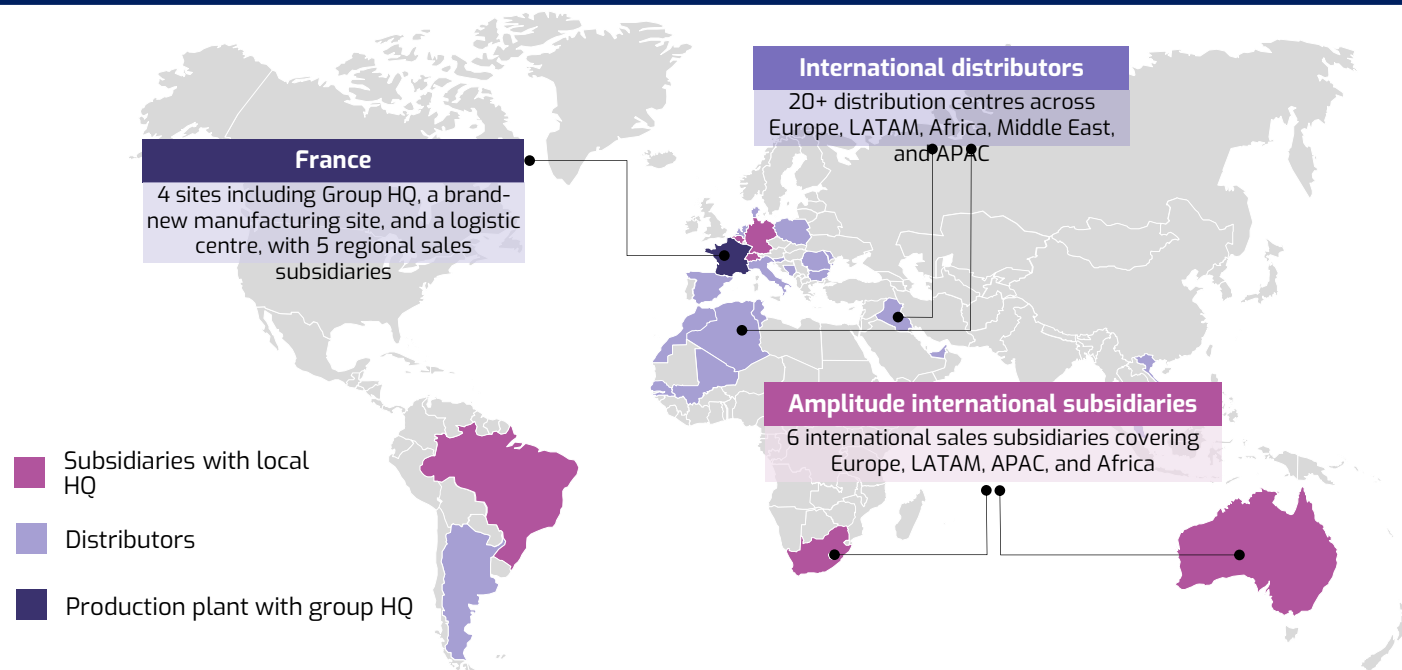 International distributors
20+ distribution centres across
Europe, LATAM, Africa, Middle East,
and APAC
France
4 sites including Group HQ, a brand-
new manufacturing site, and a logistic
centre, with 5 regional sales
subsidiaries
Amplitude international subsidiaries
6 international sales subsidiaries covering
Europe, LATAM, APAC, and Africa
Subsidiaries with local
HQ
Distributors
Production plant with group HQ